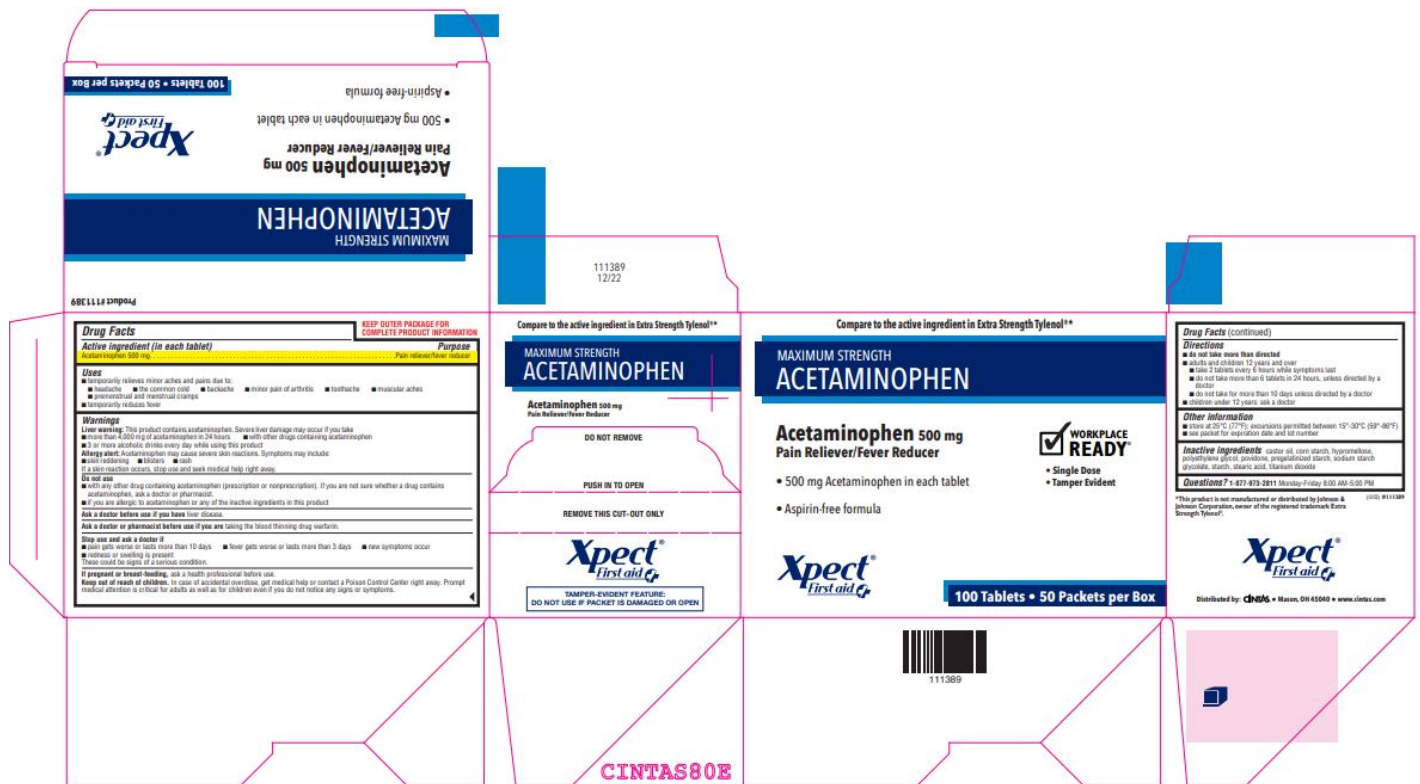 100 Tablets • 50 Packets per Box
• Aspirin-free formula
Xpect®
First aid
• 500 mg Acetaminophen in each tablet
Acetaminophen 500 mg
Pain Reliever/Fever Reducer
MAXIMUM STRENGTH
ACETAMINOPHEN
Product #111389
111389
12/22
Drug Facts
KEEP OUTER PACKAGE FOR
COMPLETE PRODUCT INFORMATION
Active ingredient (in each tablet) Purpose
Acetaminophen 500 mg. . . . . Pain reliever/fever reducer
Uses
■ temporarily relieves minor aches and pains due to:
■ headache ■ the common cold ■ backache ■ minor pain of arthritis ■ toothache ■ muscular aches
■ premenstrual and menstrual cramps
■ temporarily reduces fever
Warnings
Liver warning: This product contains acetaminophen. Severe liver damage may occur if you take
■ more than 4,000 mg of acetaminophen in 24 hours ■ with other drugs containing acetaminophen
■ 3 or more alcoholic drinks every day while using this product
Allergy alert: Acetaminophen may cause severe skin reactions. Symptoms may include:
■ skin reddening ■ blisters ■ rash
If a skin reaction occurs, stop use and seek medical help right away.
Do not use
■ with any other drug containing acetaminophen (prescription or nonprescription). If you are not sure whether a drug contains
acetaminophen, ask a doctor or pharmacist.
■ if you are allergic to acetaminophen or any of the inactive ingredients in this product
Ask a doctor before use if you have liver disease.
Ask a doctor or pharmacist before use if you are taking the blood thinning drug warfarin.
Stop use and ask a doctor if
■ pain gets worse or lasts more than 10 days ■ fever gets worse or lasts more than 3 days ■ new symptoms occur
■ redness or swelling is present
These could be signs of a serious condition.
If pregnant or breast-feeding, ask a health professional before use.
Keep out of reach of children. In case of accidental overdose, get medical help or contact a Poison Control Center right away. Prompt
medical attention is critical for adults as well as for children even if you do not notice any signs or symptoms.
Compare to the active ingredient in Extra Strength Tylenol®*
MAXIMUM STRENGTH
ACETAMINOPHEN
Acetaminophen 500 mg
Pain Reliever/Fever Reducer
DO NOT REMOVE
PUSH IN TO OPEN
REMOVE THIS CUT-OUT ONLY
Xpect®
First aid
TAMPER-EVIDENT FEATURE:
DO NOT USE IF PACKET IS DAMAGED OR OPEN
Compare to the active ingredient in Extra Strength Tylenol®*
MAXIMUM STRENGTH
ACETAMINOPHEN
Acetaminophen 500 mg
Pain Reliever/Fever Reducer
• 500 mg Acetaminophen in each tablet
• Aspirin-free formula
WORKPLACE
READY®
• Single Dose
• Tamper Evident
Xpect®
First aid
100 Tablets • 50 Packets per Box
111389
Drug Facts (continued)
Directions
■ do not take more than directed
■ adults and children 12 years and over
■ take 2 tablets every 6 hours while symptoms last
■ do not take more than 6 tablets in 24 hours, unless directed by a
doctor
■ do not take for more than 10 days unless directed by a doctor
■ children under 12 years: ask a doctor
Other information
■ store at 25°C (77°F); excursions permitted between 15°-30°C (59°-86°F)
■ see packet for expiration date and lot number
Inactive ingredients castor oil, corn starch, hypromellose,
polyethylene glycol, povidone, pregelatinized starch, sodium starch
glycolate, starch, stearic acid, titanium dioxide
Questions? 1-877-973-2811 Monday-Friday 8:00 AM-5:00 PM
*This product is not manufactured or distributed by Johnson &
Johnson Corporation, owner of the registered trademark Extra
Strength Tylenol®.
#111389
Xpect®
First aid
Distributed by: CINTAS. • Mason, OH 45040 • www.cintas.com
CINTAS80E